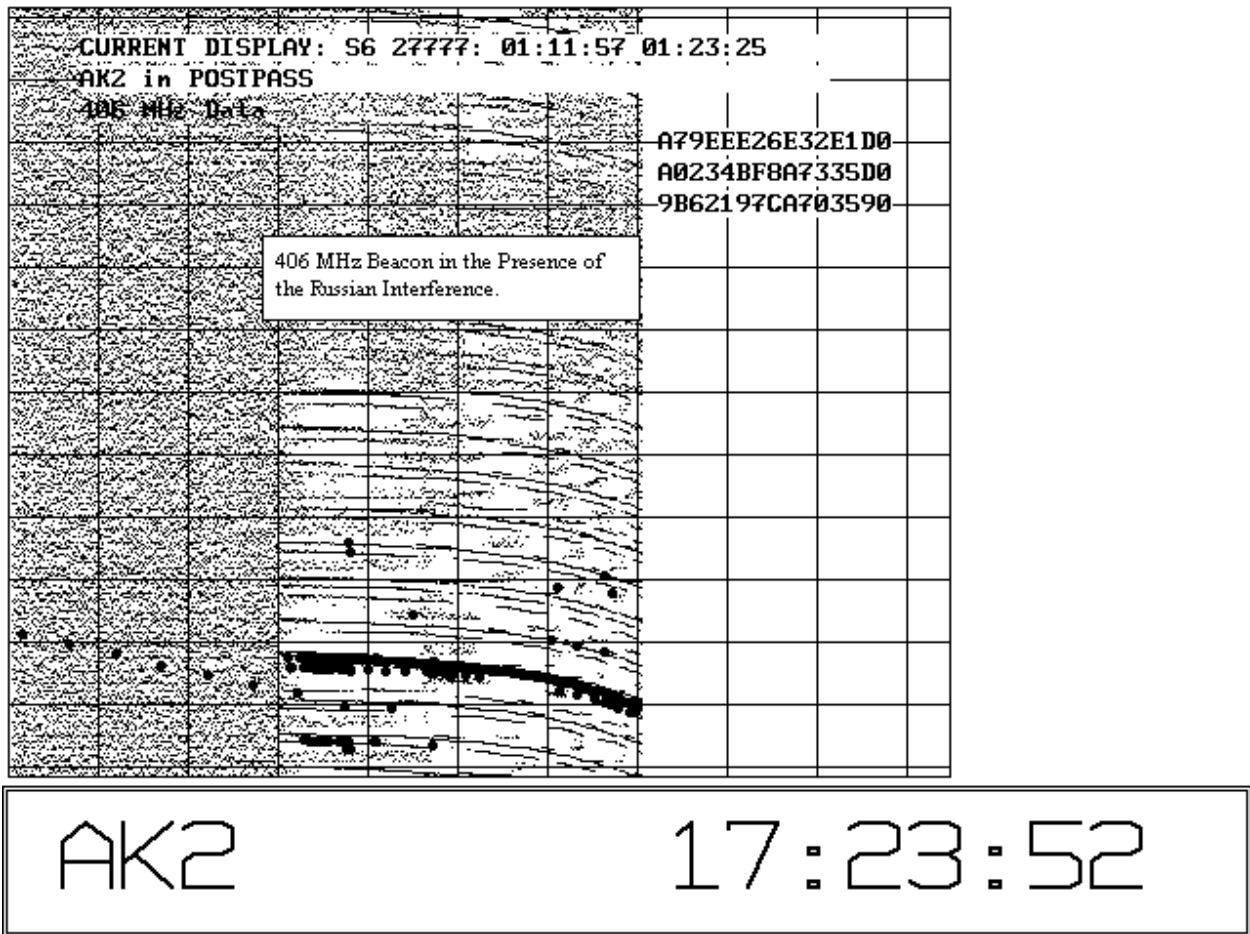 CURRENT DISPLAY: S6 27777: 01:11:57 01:23:25
AK2 in POSTPASS
406 MHz Data
A79EEE26E32E1D0
A0234BF8A7335D0
9B62197CA703590
406 MHz Beacon in the Presence of
the Russian Interference.
AK2 17:23:52